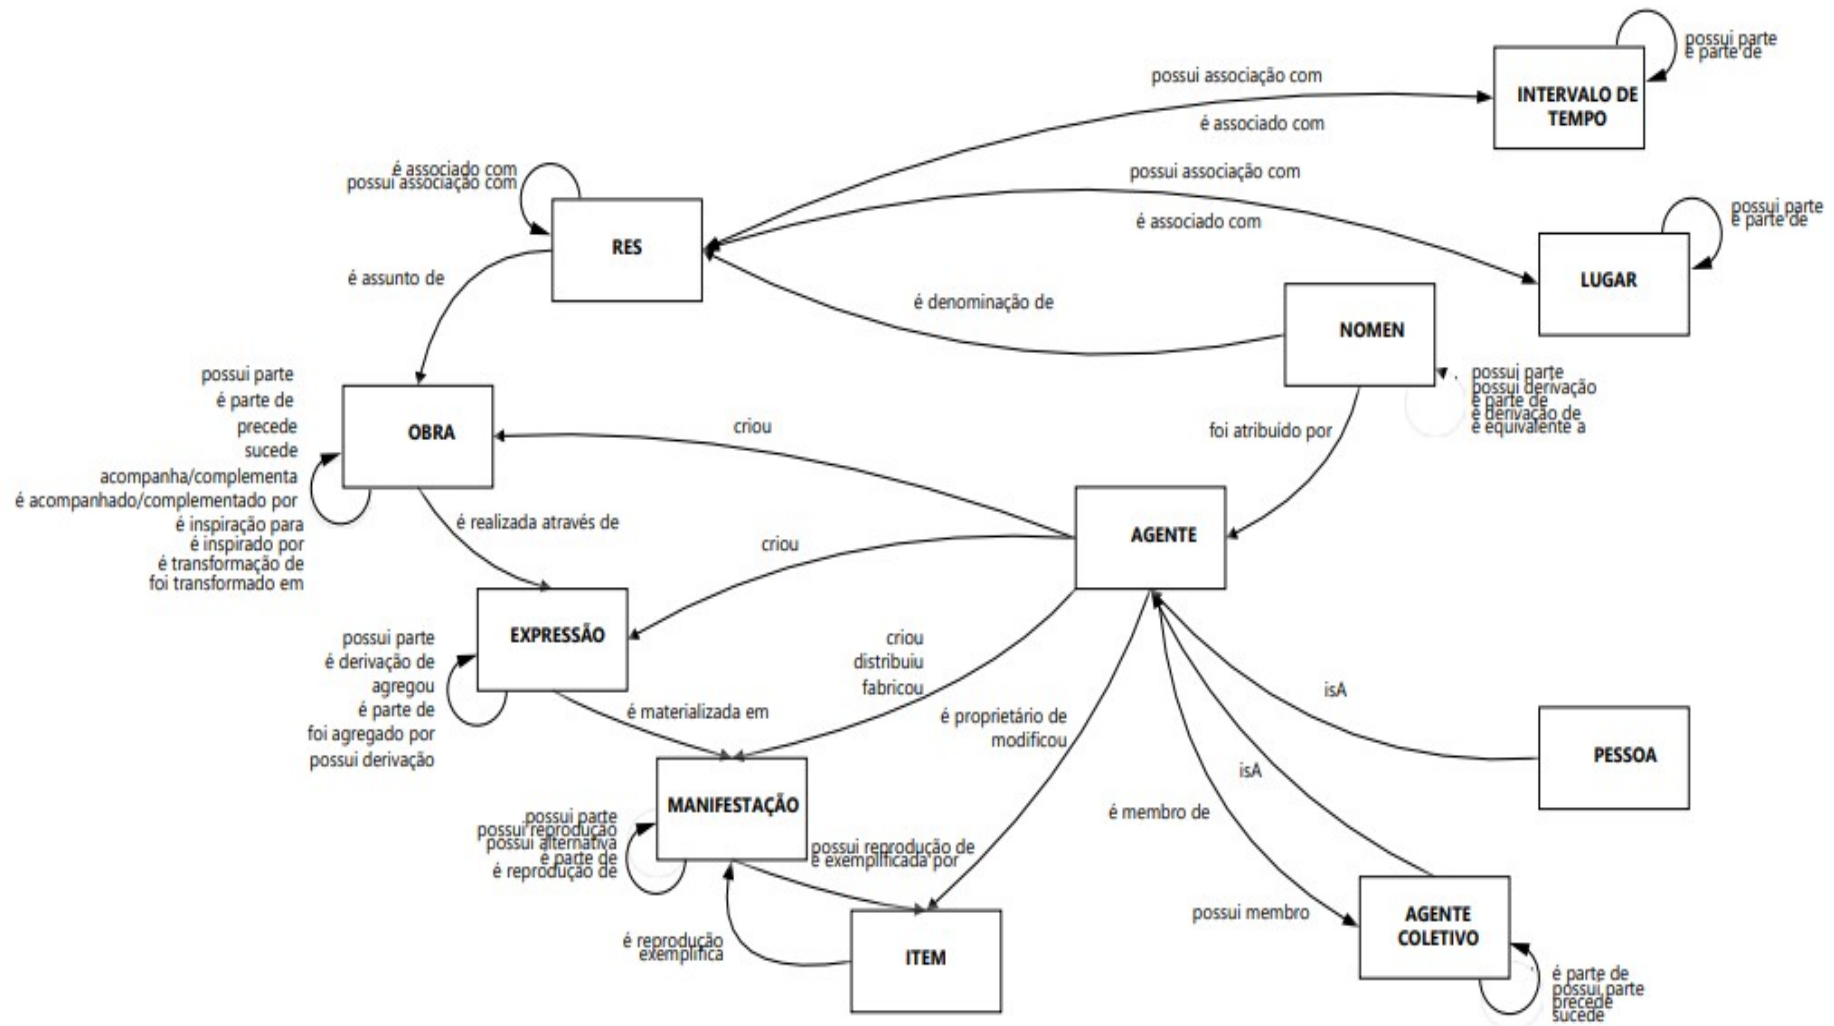 possui parte
é parte de
INTERVALO DE
TEMPO
possui associação com
é associado com
possui associação com
é associado com
possui parte
é parte de
LUGAR
é associado com
possui associação com
RES
é assunto de
é denominação de
NOMEN
possui parte
possui derivação
é parte de
é derivação de
é equivalente a
foi atribuído por
possui parte
é parte de
precede
sucede
acompanha/complementa
é acompanhado/complementado por
é inspiração para
é inspirado por
é transformação de
foi transformado em
OBRA
criou
é realizada através de
criou
AGENTE
EXPRESSÃO
possui parte
é derivação de
agregou
é parte de
foi agregado por
possui derivação
criou
distribuiu
fabricou
é materializada em
é proprietário de
modificou
isA
PESSOA
isA
é membro de
possui membro
MANIFESTAÇÃO
possui parte
possui reprodução
possui alternativa
é parte de
é reprodução de
possui reprodução de
é exemplificada por
é reprodução
exemplifica
ITEM
AGENTE
COLETIVO
é parte de
possui parte
precede
sucede